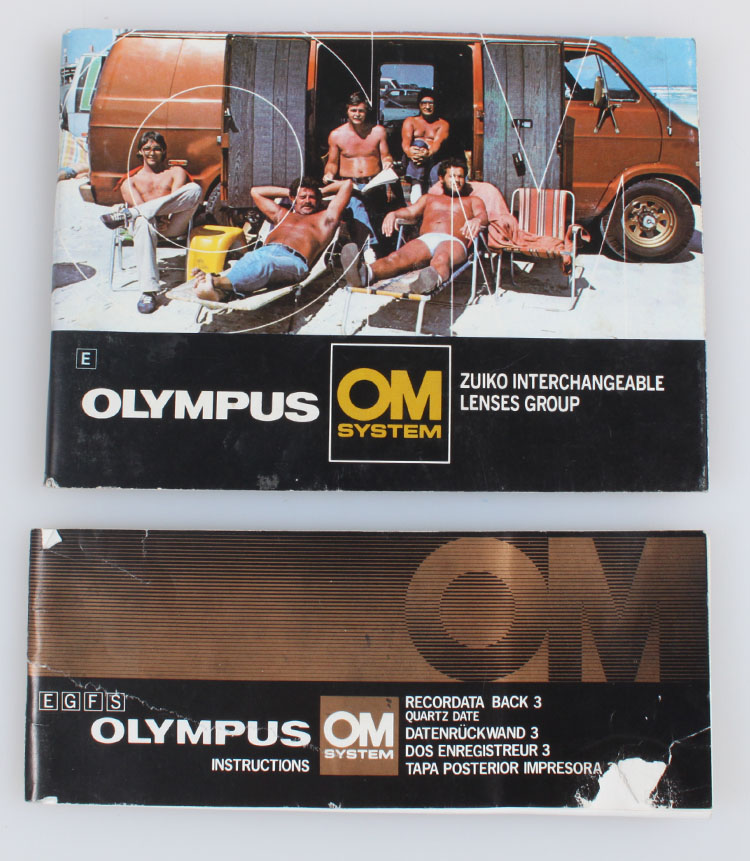 E
OLYMPUS
OM
SYSTEM
ZUIKO INTERCHANGEABLE
LENSES GROUP
OM
E G F S
OLYMPUS
INSTRUCTIONS
OM
SYSTEM
RECORDATA BACK 3
QUARTZ DATE
DATENRÜCKWAND 3
DOS ENREGISTREUR 3
TAPA POSTERIOR IMPRESORA